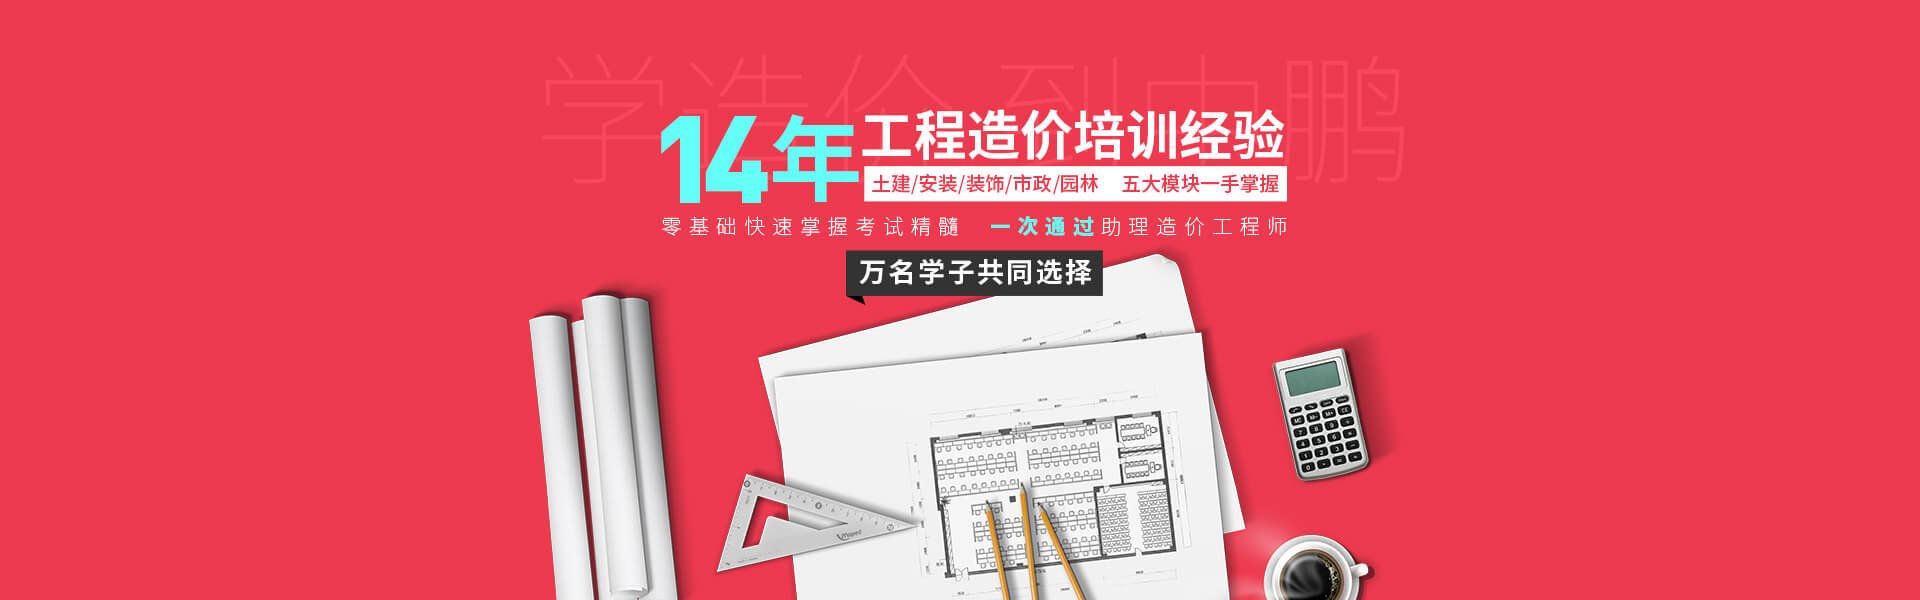 学造价 到中鹏
14年工程造价培训经验
土建/安装/装饰/市政/园林 五大模块一手掌握
零基础快速掌握考试精髓 一次通过助理造价工程师
万名学子共同选择